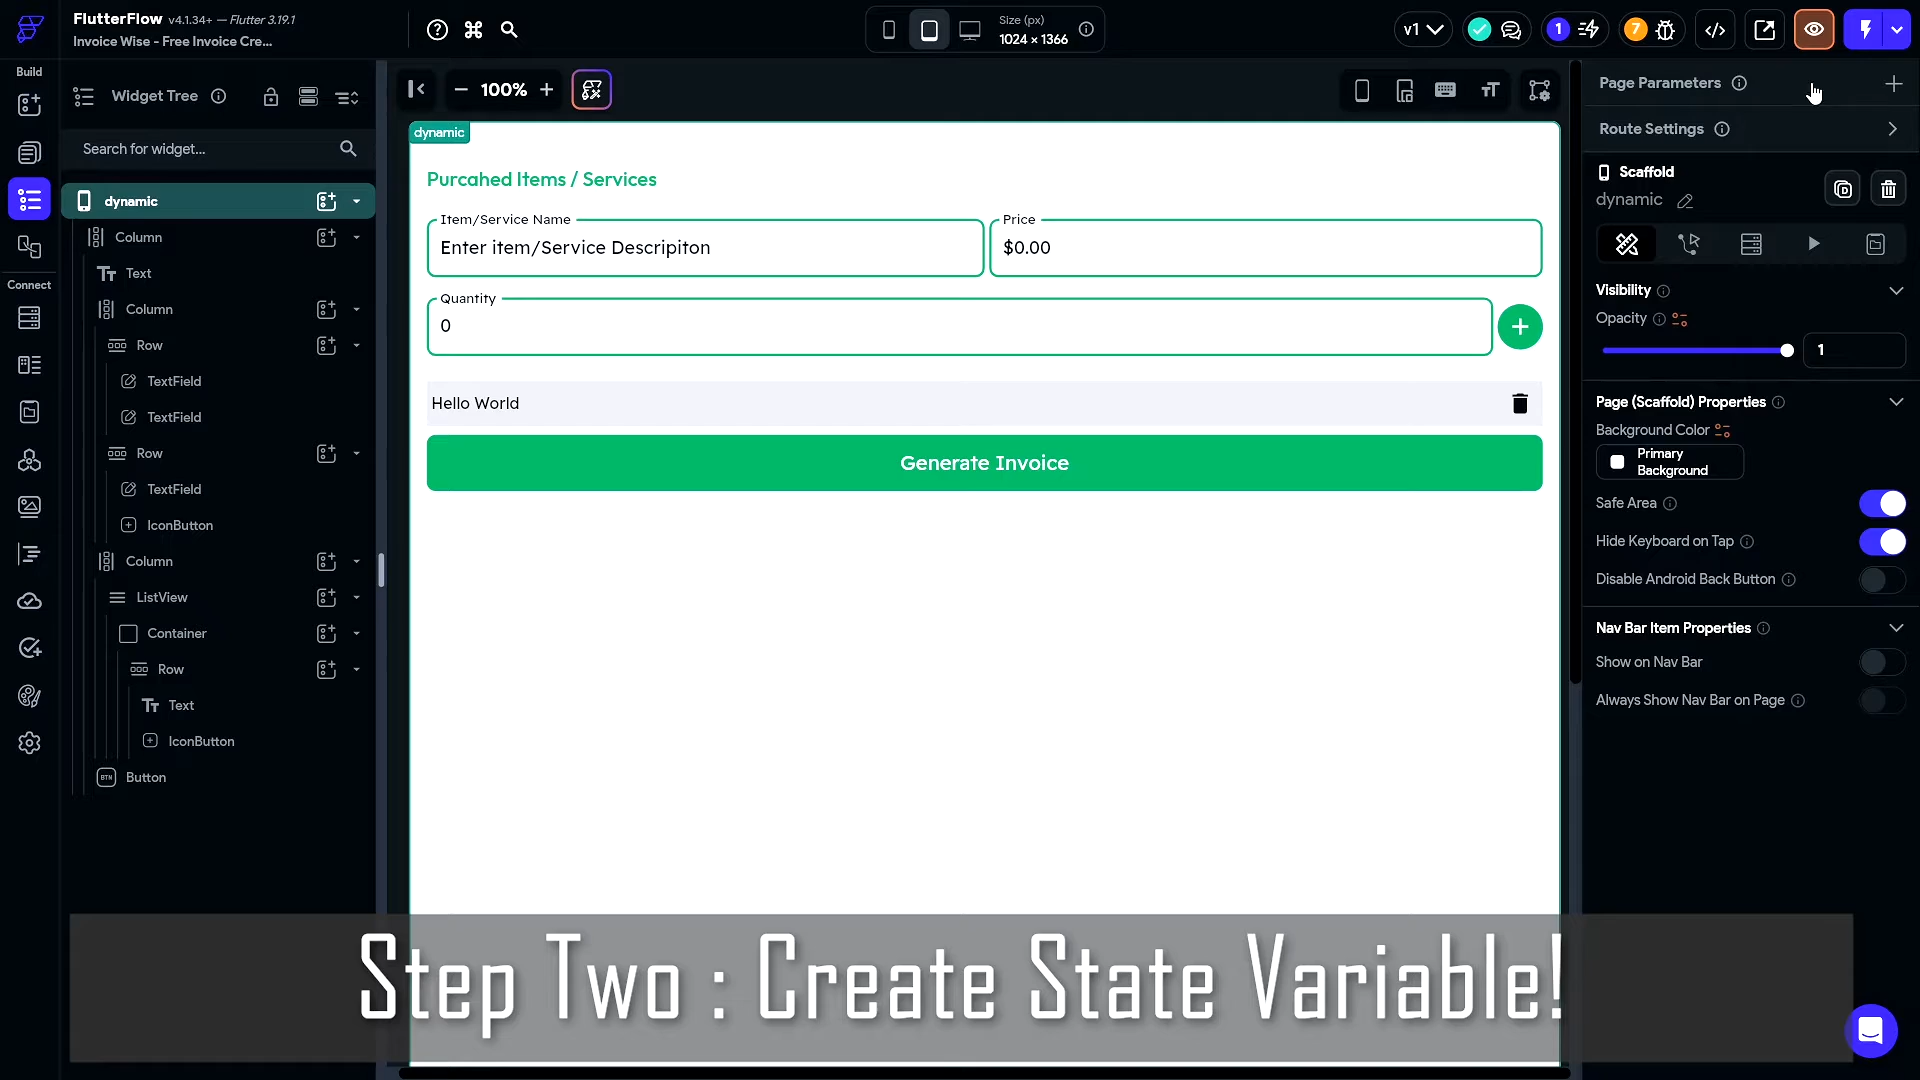 FlutterFlow v4.1.34+ — Flutter 3.19.1
Invoice Wise - Free Invoice Cre...
Size (px)
1024 × 1366
v1
1
7
Build
Connect
Widget Tree
Search for widget...
dynamic
Column
Text
Column
Row
TextField
TextField
Row
TextField
IconButton
Column
ListView
Container
Row
Text
IconButton
BTN Button
100%
dynamic
Purcahed Items / Services
Item/Service Name
Enter item/Service Descripiton
Price
$0.00
Quantity
0
Hello World
Generate Invoice
Page Parameters
Route Settings
Scaffold
dynamic
Visibility
Opacity
1
Page (Scaffold) Properties
Background Color
Primary
Background
Safe Area
Hide Keyboard on Tap
Disable Android Back Button
Nav Bar Item Properties
Show on Nav Bar
Always Show Nav Bar on Page
Step Two : Create State Variable!